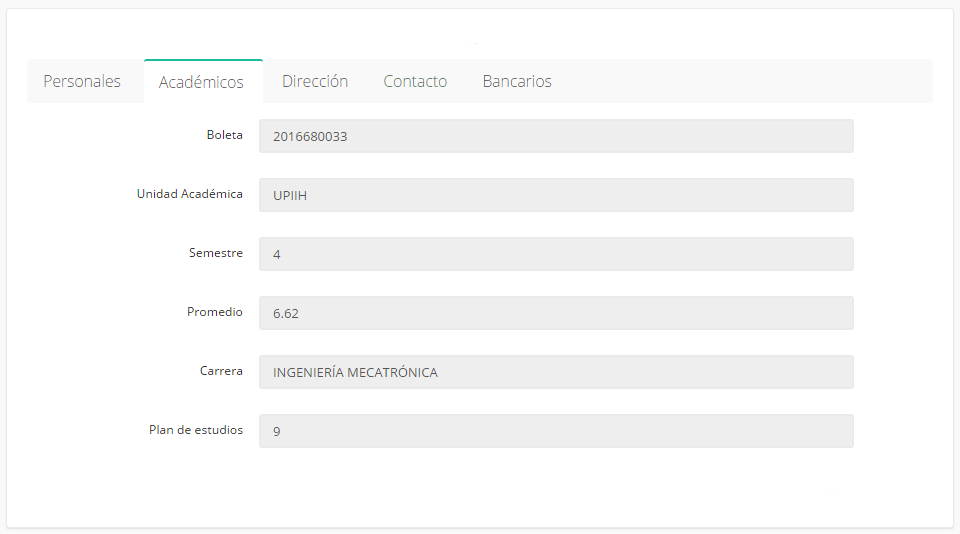 Personales Académicos Dirección Contacto Bancarios
Boleta 2016680033
Unidad Académica UPIIH
Semestre 4
Promedio 6.62
Carrera INGENIERÍA MECATRÓNICA
Plan de estudios 9